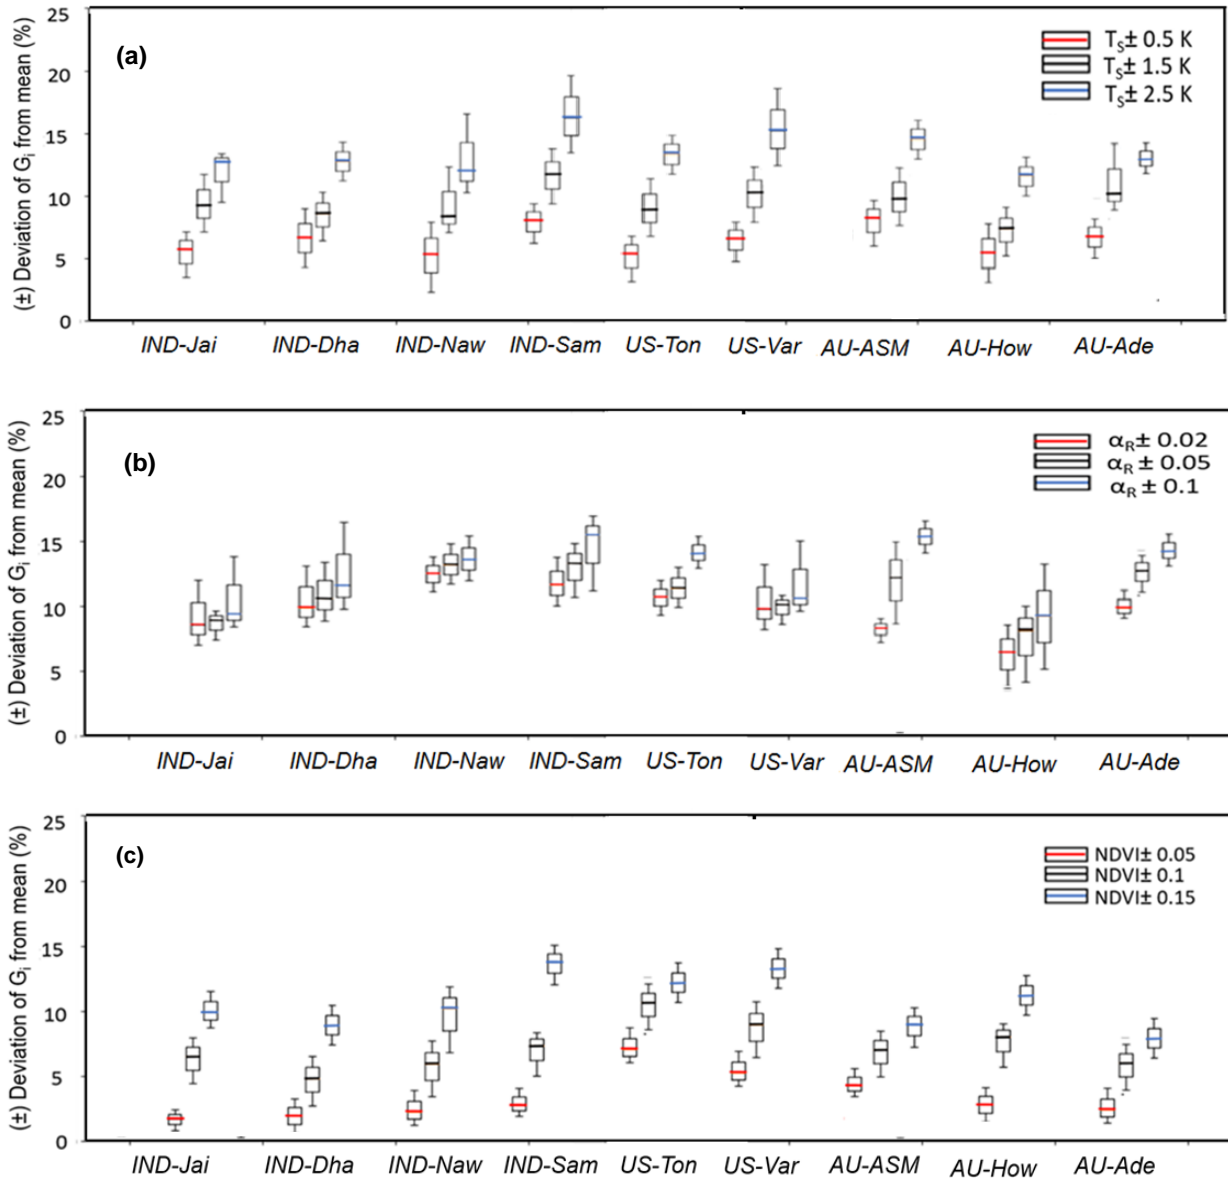 25
20
15
10
5
0
(±) Deviation of Gi from mean (%)
(a)
TS± 0.5 K
TS± 1.5 K
TS± 2.5 K
IND-Jai IND-Dha IND-Naw IND-Sam US-Ton US-Var AU-ASM AU-How AU-Ade
25
20
15
10
5
0
(±) Deviation of Gi from mean (%)
(b)
αR± 0.02
αR± 0.05
αR± 0.1
IND-Jai IND-Dha IND-Naw IND-Sam US-Ton US-Var AU-ASM AU-How AU-Ade
25
20
15
10
5
0
(±) Deviation of Gi from mean (%)
(c)
NDVI± 0.05
NDVI± 0.1
NDVI± 0.15
IND-Jai IND-Dha IND-Naw IND-Sam US-Ton US-Var AU-ASM AU-How AU-Ade